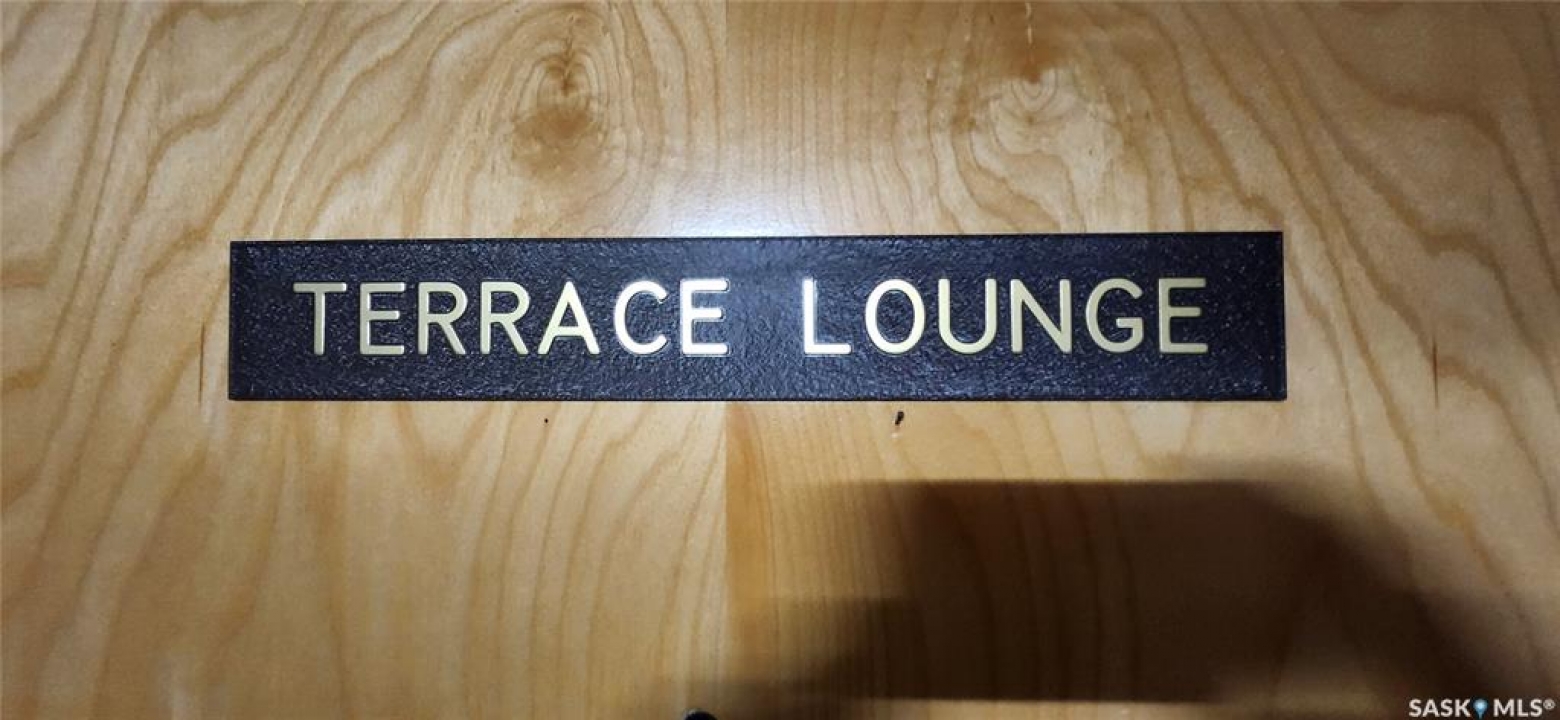 TERRACE LOUNGE
SASK MLS®